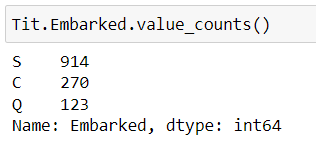 Tit.Embarked.value_counts()
S    914
C    270
Q    123
Name: Embarked, dtype: int64